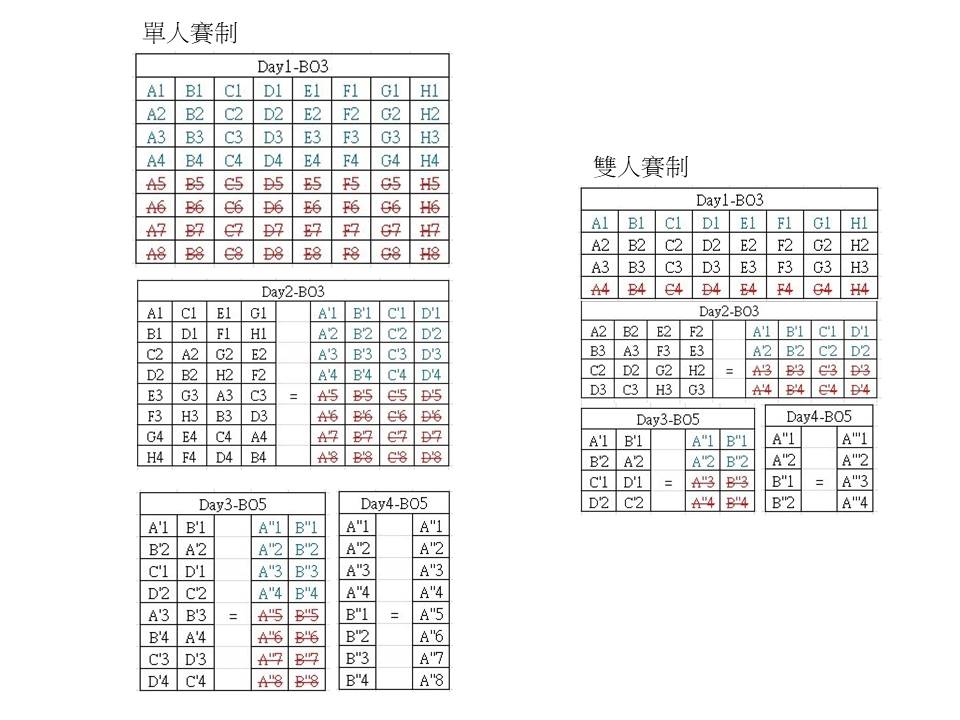 單人賽制
Day1-BO3
A1 B1 C1 D1 E1 F1 G1 H1
A2 B2 C2 D2 E2 F2 G2 H2
A3 B3 C3 D3 E3 F3 G3 H3
A4 B4 C4 D4 E4 F4 G4 H4
A5 B5 C5 D5 E5 F5 G5 H5
A6 B6 C6 D6 E6 F6 G6 H6
A7 B7 C7 D7 E7 F7 G7 H7
A8 B8 C8 D8 E8 F8 G8 H8
Day2-BO3
A1 C1 E1 G1 A'1 B'1 C'1 D'1
B1 D1 F1 H1 A'2 B'2 C'2 D'2
C2 A2 G2 E2 A'3 B'3 C'3 D'3
D2 B2 H2 F2 A'4 B'4 C'4 D'4
E3 G3 A3 C3 = A'5 B'5 C'5 D'5
F3 H3 B3 D3 A'6 B'6 C'6 D'6
G4 E4 C4 A4 A'7 B'7 C'7 D'7
H4 F4 D4 B4 A'8 B'8 C'8 D'8
Day3-BO5
A'1 B'1 A"1 B"1
B'2 A'2 A"2 B"2
C'1 D'1 A"3 B"3
D'2 C'2 A"4 B"4
A'3 B'3 = A"5 B"5
B'4 A'4 A"6 B"6
C'3 D'3 A"7 B"7
D'4 C'4 A"8 B"8
Day4-BO5
A"1 A"1
A"2 A"2
A"3 A"3
A"4 A"4
B"1 = A"5
B"2 A"6
B"3 A"7
B"4 A"8
雙人賽制
Day1-BO3
A1 B1 C1 D1 E1 F1 G1 H1
A2 B2 C2 D2 E2 F2 G2 H2
A3 B3 C3 D3 E3 F3 G3 H3
A4 B4 C4 D4 E4 F4 G4 H4
Day2-BO3
A2 B2 E2 F2 A'1 B'1 C'1 D'1
B3 A3 F3 E3 A'2 B'2 C'2 D'2
C2 D2 G2 H2 = A'3 B'3 C'3 D'3
D3 C3 H3 G3 A'4 B'4 C'4 D'4
Day3-BO5
A'1 B'1 A"1 B"1
B'2 A'2 A"2 B"2
C'1 D'1 = A"3 B"3
D'2 C'2 A"4 B"4
Day4-BO5
A"1 A'"1
A"2 A'"2
B"1 = A'"3
B"2 A'"4